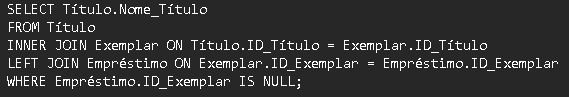 SELECT Título.Nome_Título
FROM Título
INNER JOIN Exemplar ON Título.ID_Título = Exemplar.ID_Título
LEFT JOIN Empréstimo ON Exemplar.ID_Exemplar = Empréstimo.ID_Exemplar
WHERE Empréstimo.ID_Exemplar IS NULL;